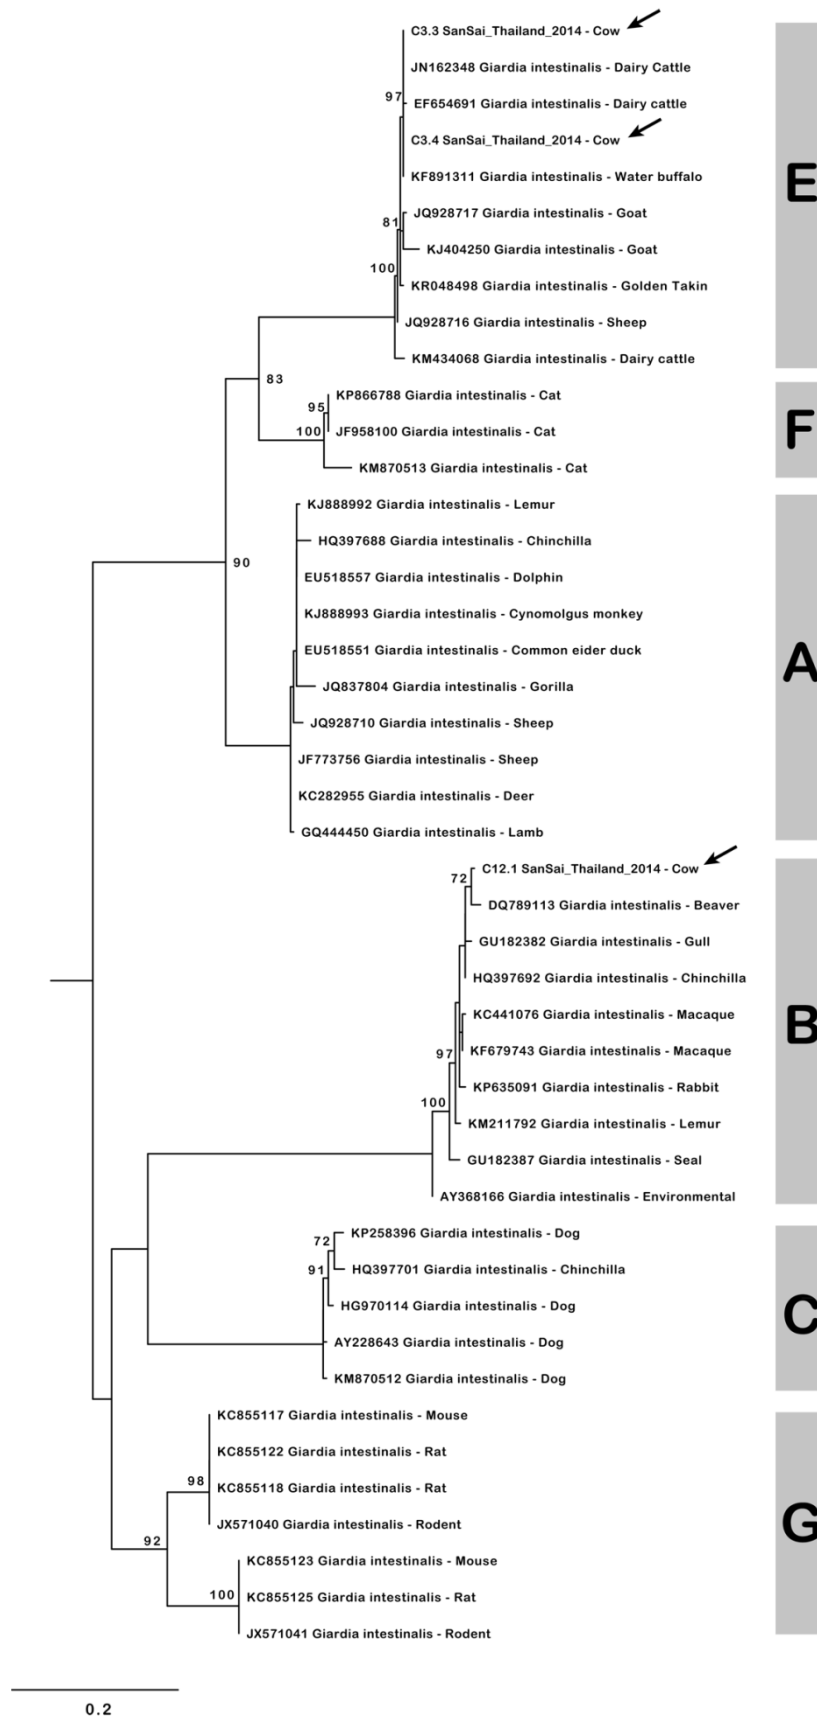 C3.3 SanSai_Thailand_2014 - Cow
JN162348 Giardia intestinalis - Dairy Cattle
97
EF654691 Giardia intestinalis - Dairy cattle
C3.4 SanSai_Thailand_2014 - Cow
KF891311 Giardia intestinalis - Water buffalo
E
JQ928717 Giardia intestinalis - Goat
81
KJ404250 Giardia intestinalis - Goat
100
KR048498 Giardia intestinalis - Golden Takin
JQ928716 Giardia intestinalis - Sheep
KM434068 Giardia intestinalis - Dairy cattle
83
KP866788 Giardia intestinalis - Cat
95
JF958100 Giardia intestinalis - Cat
100
F
KM870513 Giardia intestinalis - Cat
KJ888992 Giardia intestinalis - Lemur
HQ397688 Giardia intestinalis - Chinchilla
90
EU518557 Giardia intestinalis - Dolphin
KJ888993 Giardia intestinalis - Cynomolgus monkey
EU518551 Giardia intestinalis - Common eider duck
A
JQ837804 Giardia intestinalis - Gorilla
JQ928710 Giardia intestinalis - Sheep
JF773756 Giardia intestinalis - Sheep
KC282955 Giardia intestinalis - Deer
GQ444450 Giardia intestinalis - Lamb
C12.1 SanSai_Thailand_2014 - Cow
72
DQ789113 Giardia intestinalis - Beaver
GU182382 Giardia intestinalis - Gull
HQ397692 Giardia intestinalis - Chinchilla
KC441076 Giardia intestinalis - Macaque
B
KF679743 Giardia intestinalis - Macaque
97
KP635091 Giardia intestinalis - Rabbit
100
KM211792 Giardia intestinalis - Lemur
GU182387 Giardia intestinalis - Seal
AY368166 Giardia intestinalis - Environmental
KP258396 Giardia intestinalis - Dog
72
HQ397701 Giardia intestinalis - Chinchilla
91
HG970114 Giardia intestinalis - Dog
C
AY228643 Giardia intestinalis - Dog
KM870512 Giardia intestinalis - Dog
KC855117 Giardia intestinalis - Mouse
KC855122 Giardia intestinalis - Rat
98
KC855118 Giardia intestinalis - Rat
JX571040 Giardia intestinalis - Rodent
G
92
KC855123 Giardia intestinalis - Mouse
100
KC855125 Giardia intestinalis - Rat
JX571041 Giardia intestinalis - Rodent
0.2